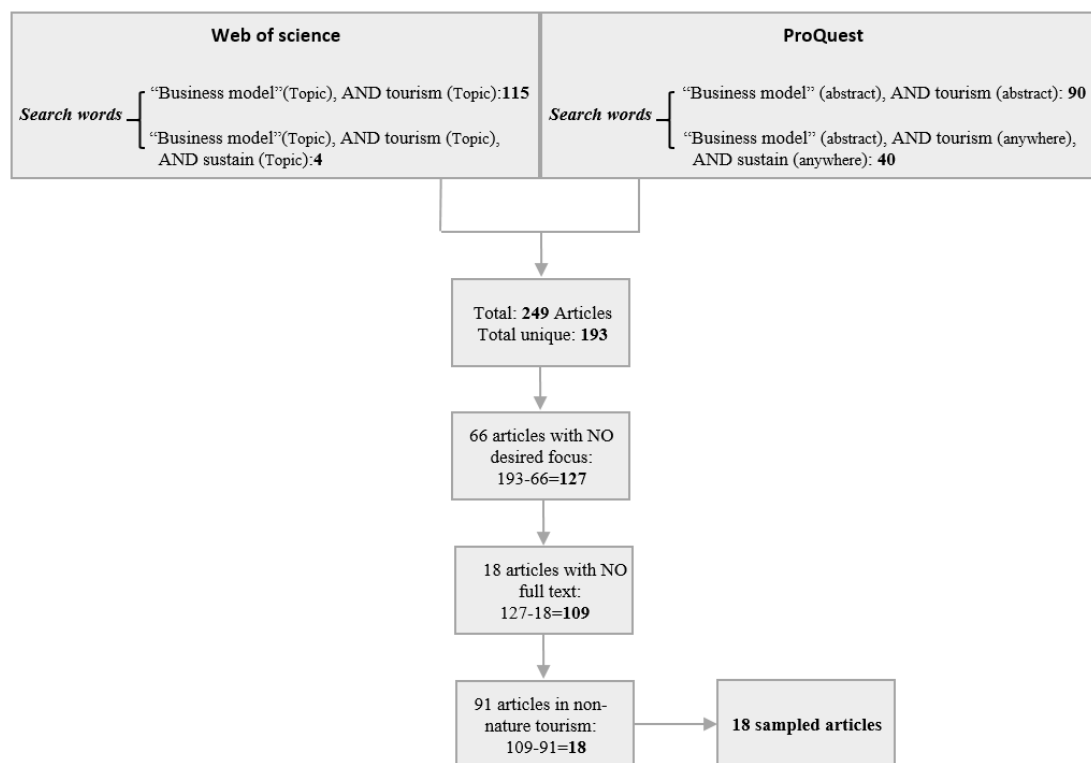 Web of science
Search words
“Business model”(Topic), AND tourism (Topic):115
“Business model”(Topic), AND tourism (Topic),
AND sustain (Topic):4
ProQuest
Search words
“Business model” (abstract), AND tourism (abstract): 90
“Business model” (abstract), AND tourism (anywhere),
AND sustain (anywhere): 40
Total: 249 Articles
Total unique: 193
66 articles with NO
desired focus:
193-66=127
18 articles with NO
full text:
127-18=109
91 articles in non-
nature tourism:
109-91=18
18 sampled articles